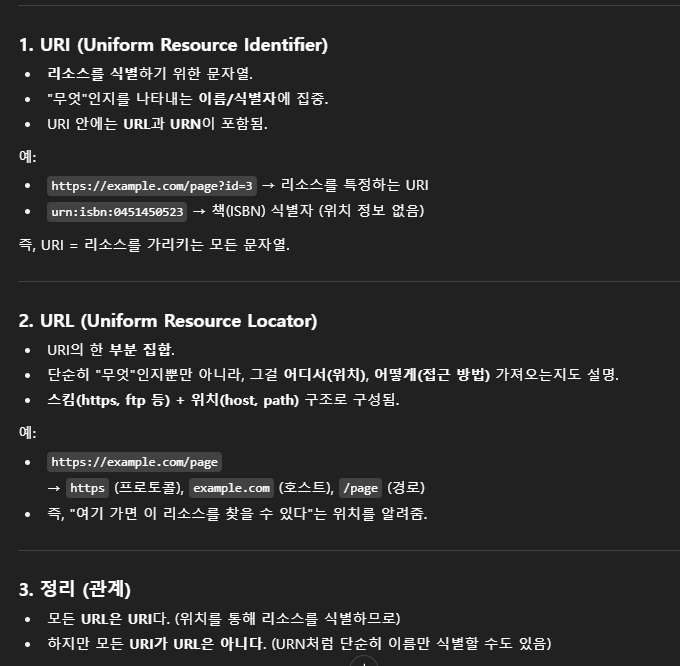 1. URI (Uniform Resource Identifier)
• 리소스를 식별하기 위한 문자열.
• "무엇"인지를 나타내는 이름/식별자에 집중.
• URI 안에는 URL과 URN이 포함됨.
예:
• https://example.com/page?id=3 → 리소스를 특정하는 URI
• urn:isbn:0451450523 → 책(ISBN) 식별자 (위치 정보 없음)
즉, URI = 리소스를 가리키는 모든 문자열.
2. URL (Uniform Resource Locator)
• URI의 한 부분 집합.
• 단순히 "무엇"인지뿐만 아니라, 그걸 어디서(위치), 어떻게(접근 방법) 가져오는지도 설명.
• 스킴(https, ftp 등) + 위치(host, path) 구조로 구성됨.
예:
• https://example.com/page
→ https (프로토콜), example.com (호스트), /page (경로)
• 즉, "여기 가면 이 리소스를 찾을 수 있다"는 위치를 알려줌.
3. 정리 (관계)
• 모든 URL은 URI다. (위치를 통해 리소스를 식별하므로)
• 하지만 모든 URI가 URL은 아니다. (URN처럼 단순히 이름만 식별할 수도 있음)